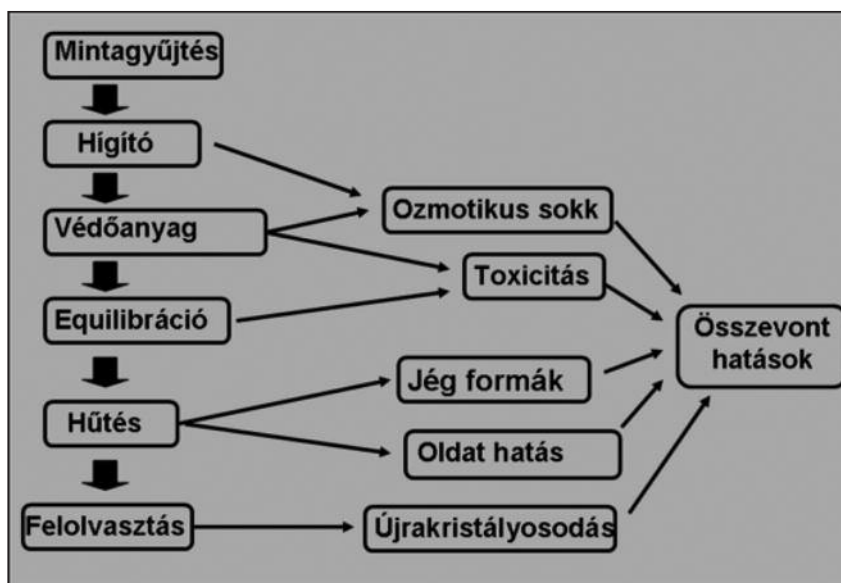 Mintagyűjtés
Hígító
Védőanyag
Equilibráció
Hűtés
Felolvasztás
Ozmotikus sokk
Toxicitás
Jég formák
Oldat hatás
Újrakristályosodás
Összevont
hatások